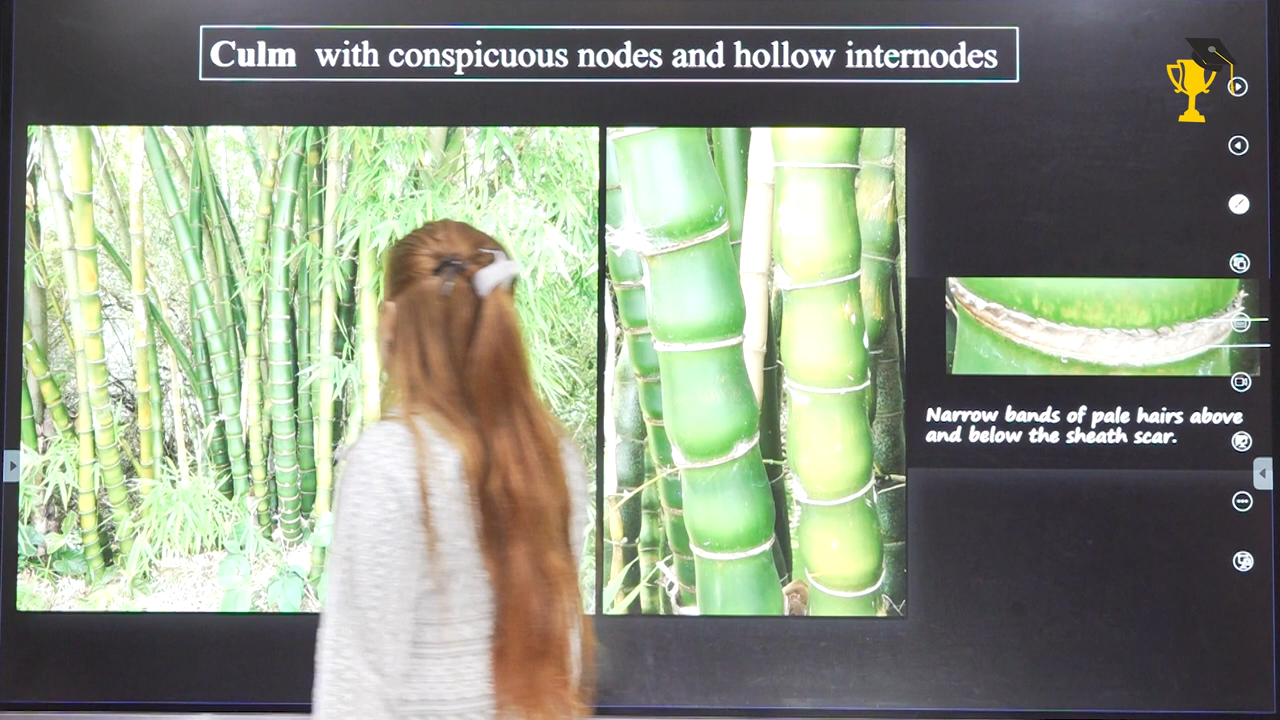 Culm with conspicuous nodes and hollow internodes
Narrow bands of pale hairs above
and below the sheath scar.